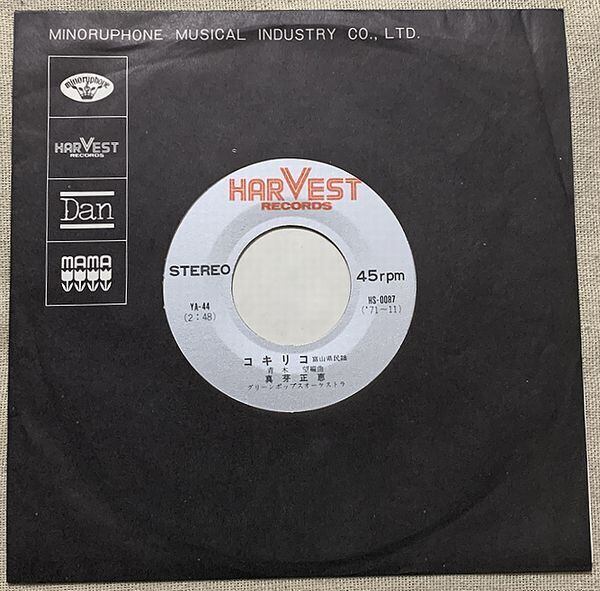 MINORUPHONE MUSICAL INDUSTRY CO., LTD.
minoruphone
HARVEST
RECORDS
Dan
MAMA
HARVEST
RECORDS
STEREO
45 rpm
YA-44
(2:48)
HS-0087
('71-11)
コキリコ 富山県民謡
青木 望編曲
真芽正恵
グリーンポップスオーケストラ